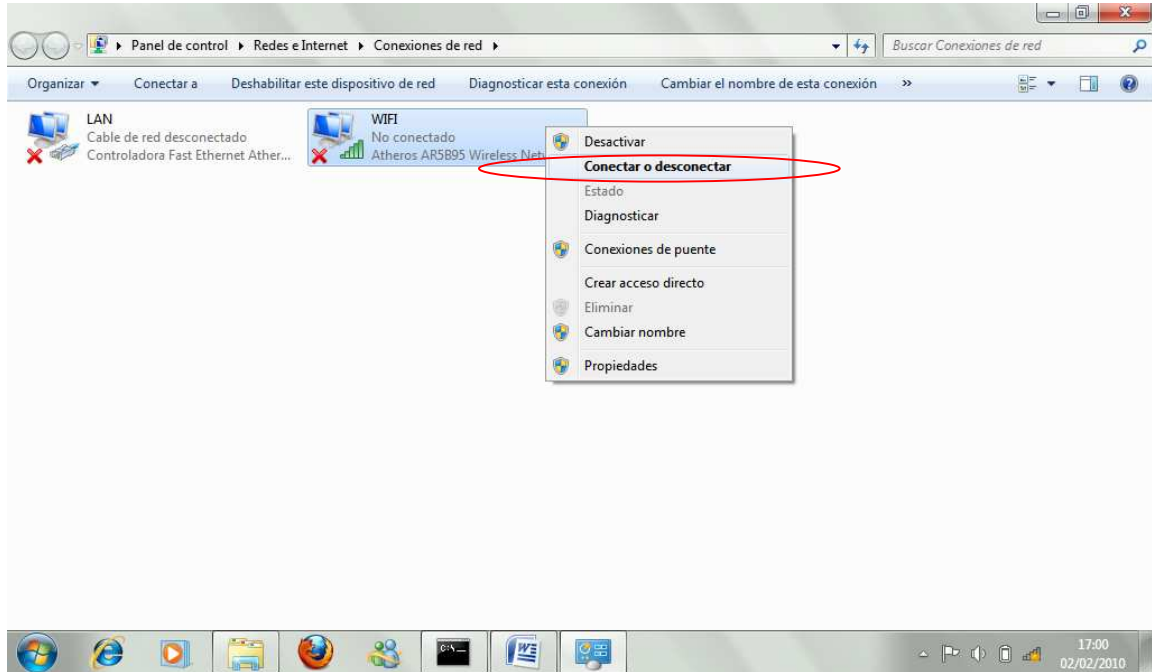 Panel de control ▸ Redes e Internet ▸ Conexiones de red ▸
Buscar Conexiones de red
Organizar
Conectar a
Deshabilitar este dispositivo de red
Diagnosticar esta conexión
Cambiar el nombre de esta conexión
»
LAN
Cable de red desconectado
Controladora Fast Ethernet Ather...
WIFI
No conectado
Atheros AR5B95 Wireless
Desactivar
Conectar o desconectar
Estado
Diagnosticar
Conexiones de puente
Crear acceso directo
Eliminar
Cambiar nombre
Propiedades
17:00
02/02/2010